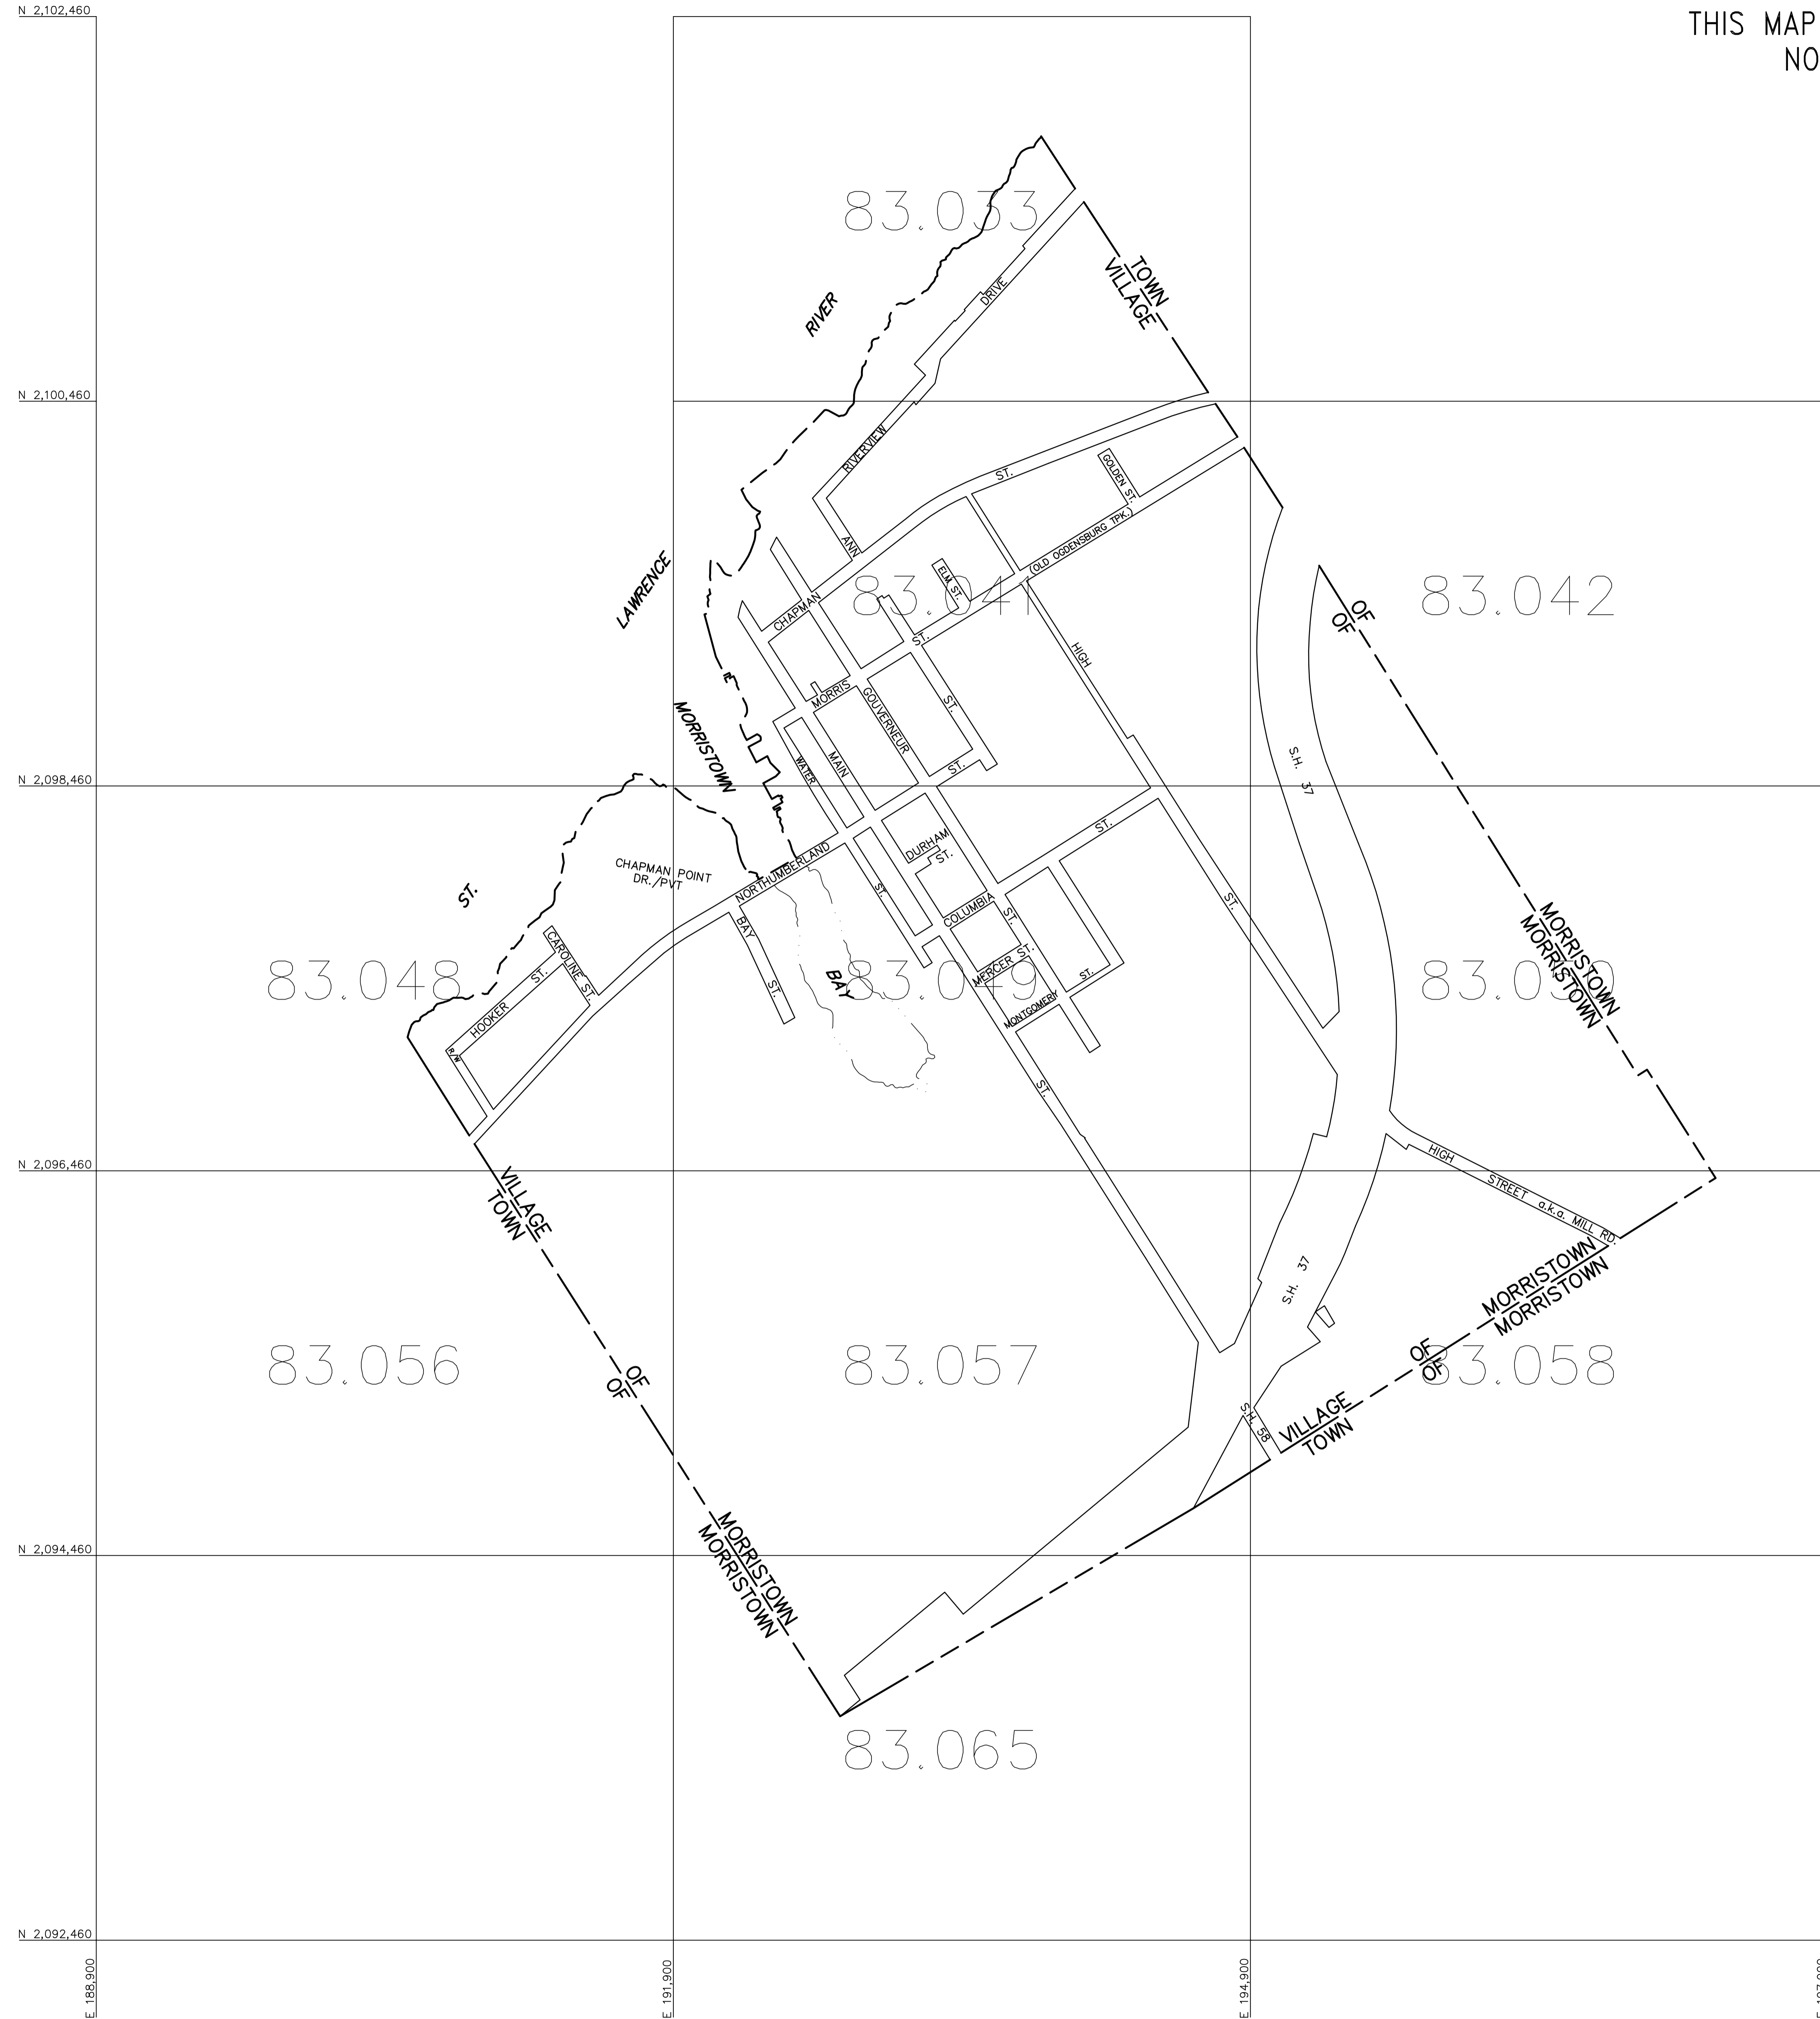 N 2,102,460
THIS MAP
NO
83.033
TOWN
VILLAGE
RIVER
DRIVE
N 2,100,460
RIVERVIEW
ST.
GOLDEN ST.
(OLD OGDENSBURG TPK.)
ANN
LAWRENCE
ELM ST.
83.041
83.042
CHAPMAN
OF
OF
ST.
HIGH
MORRIS
GOUVERNEUR
ST.
MORRISTOWN
MAIN
WATER
ST.
S.H. 37
N 2,098,460
ST.
DURHAM
ST.
NORTHUMBERLAND
CHAPMAN POINT
DR./PVT
ST.
ST.
ST.
COLUMBIA
ST.
BAY
ST.
CAROLINE ST.
MORRISTOWN
MORRISTOWN
83.048
HOOKER ST.
R/W
BAY
83.049
MERCER ST.
ST.
MONTGOMERY
83.050
ST.
HIGH STREET a.k.a. MILL RD.
N 2,096,460
VILLAGE
TOWN
S.H. 37
MORRISTOWN
MORRISTOWN
83.056
83.057
83.058
OF
OF
OF
OF
S.H. 58
VILLAGE
TOWN
MORRISTOWN
MORRISTOWN
N 2,094,460
83.065
N 2,092,460
E 188,900
E 191,900
E 194,900